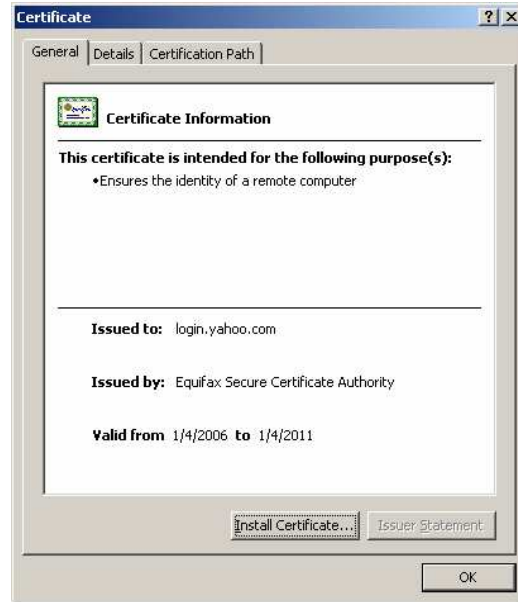 Certificate
General Details Certification Path
Certificate Information
This certificate is intended for the following purpose(s):
•Ensures the identity of a remote computer
Issued to: login.yahoo.com
Issued by: Equifax Secure Certificate Authority
Valid from 1/4/2006 to 1/4/2011
Install Certificate... Issuer Statement
OK